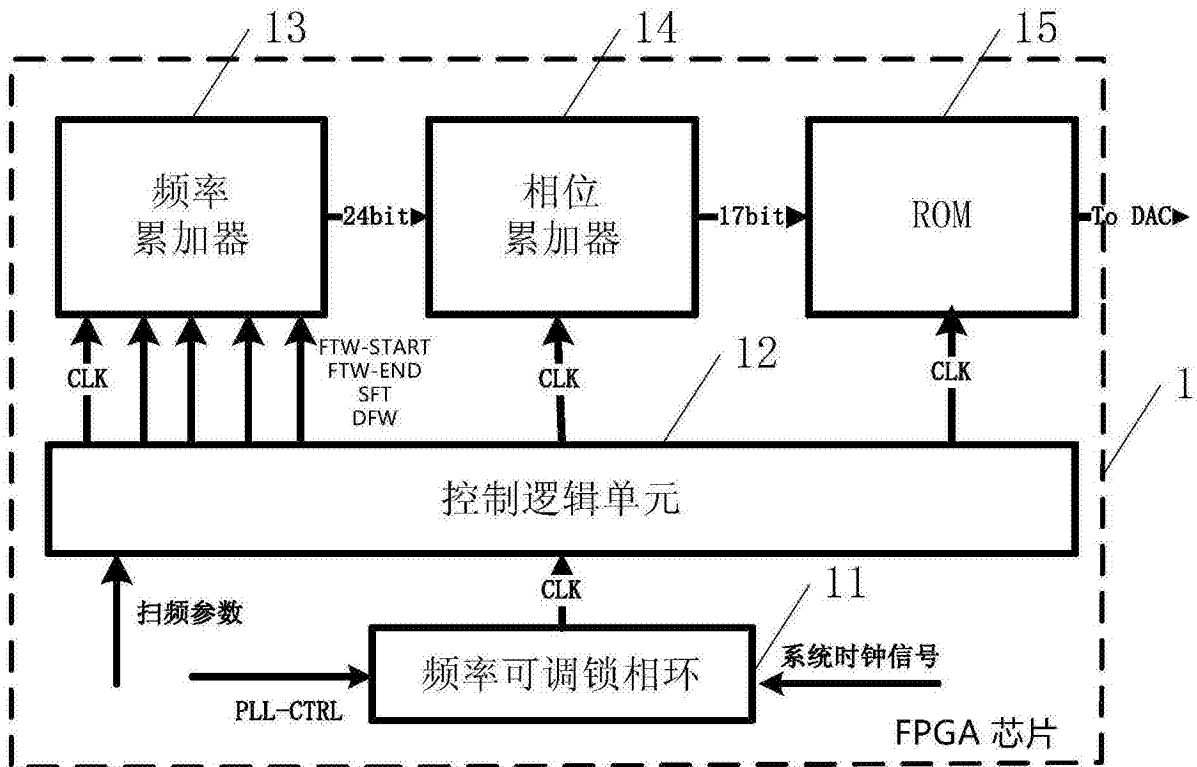 13
14
15
频率
累加器
24bit
相位
累加器
17bit
ROM
To DAC
CLK
FTW-START
FTW-END
SFT
DFW
CLK
12
CLK
1
控制逻辑单元
扫频参数
CLK
11
频率可调锁相环
系统时钟信号
PLL-CTRL
FPGA 芯片